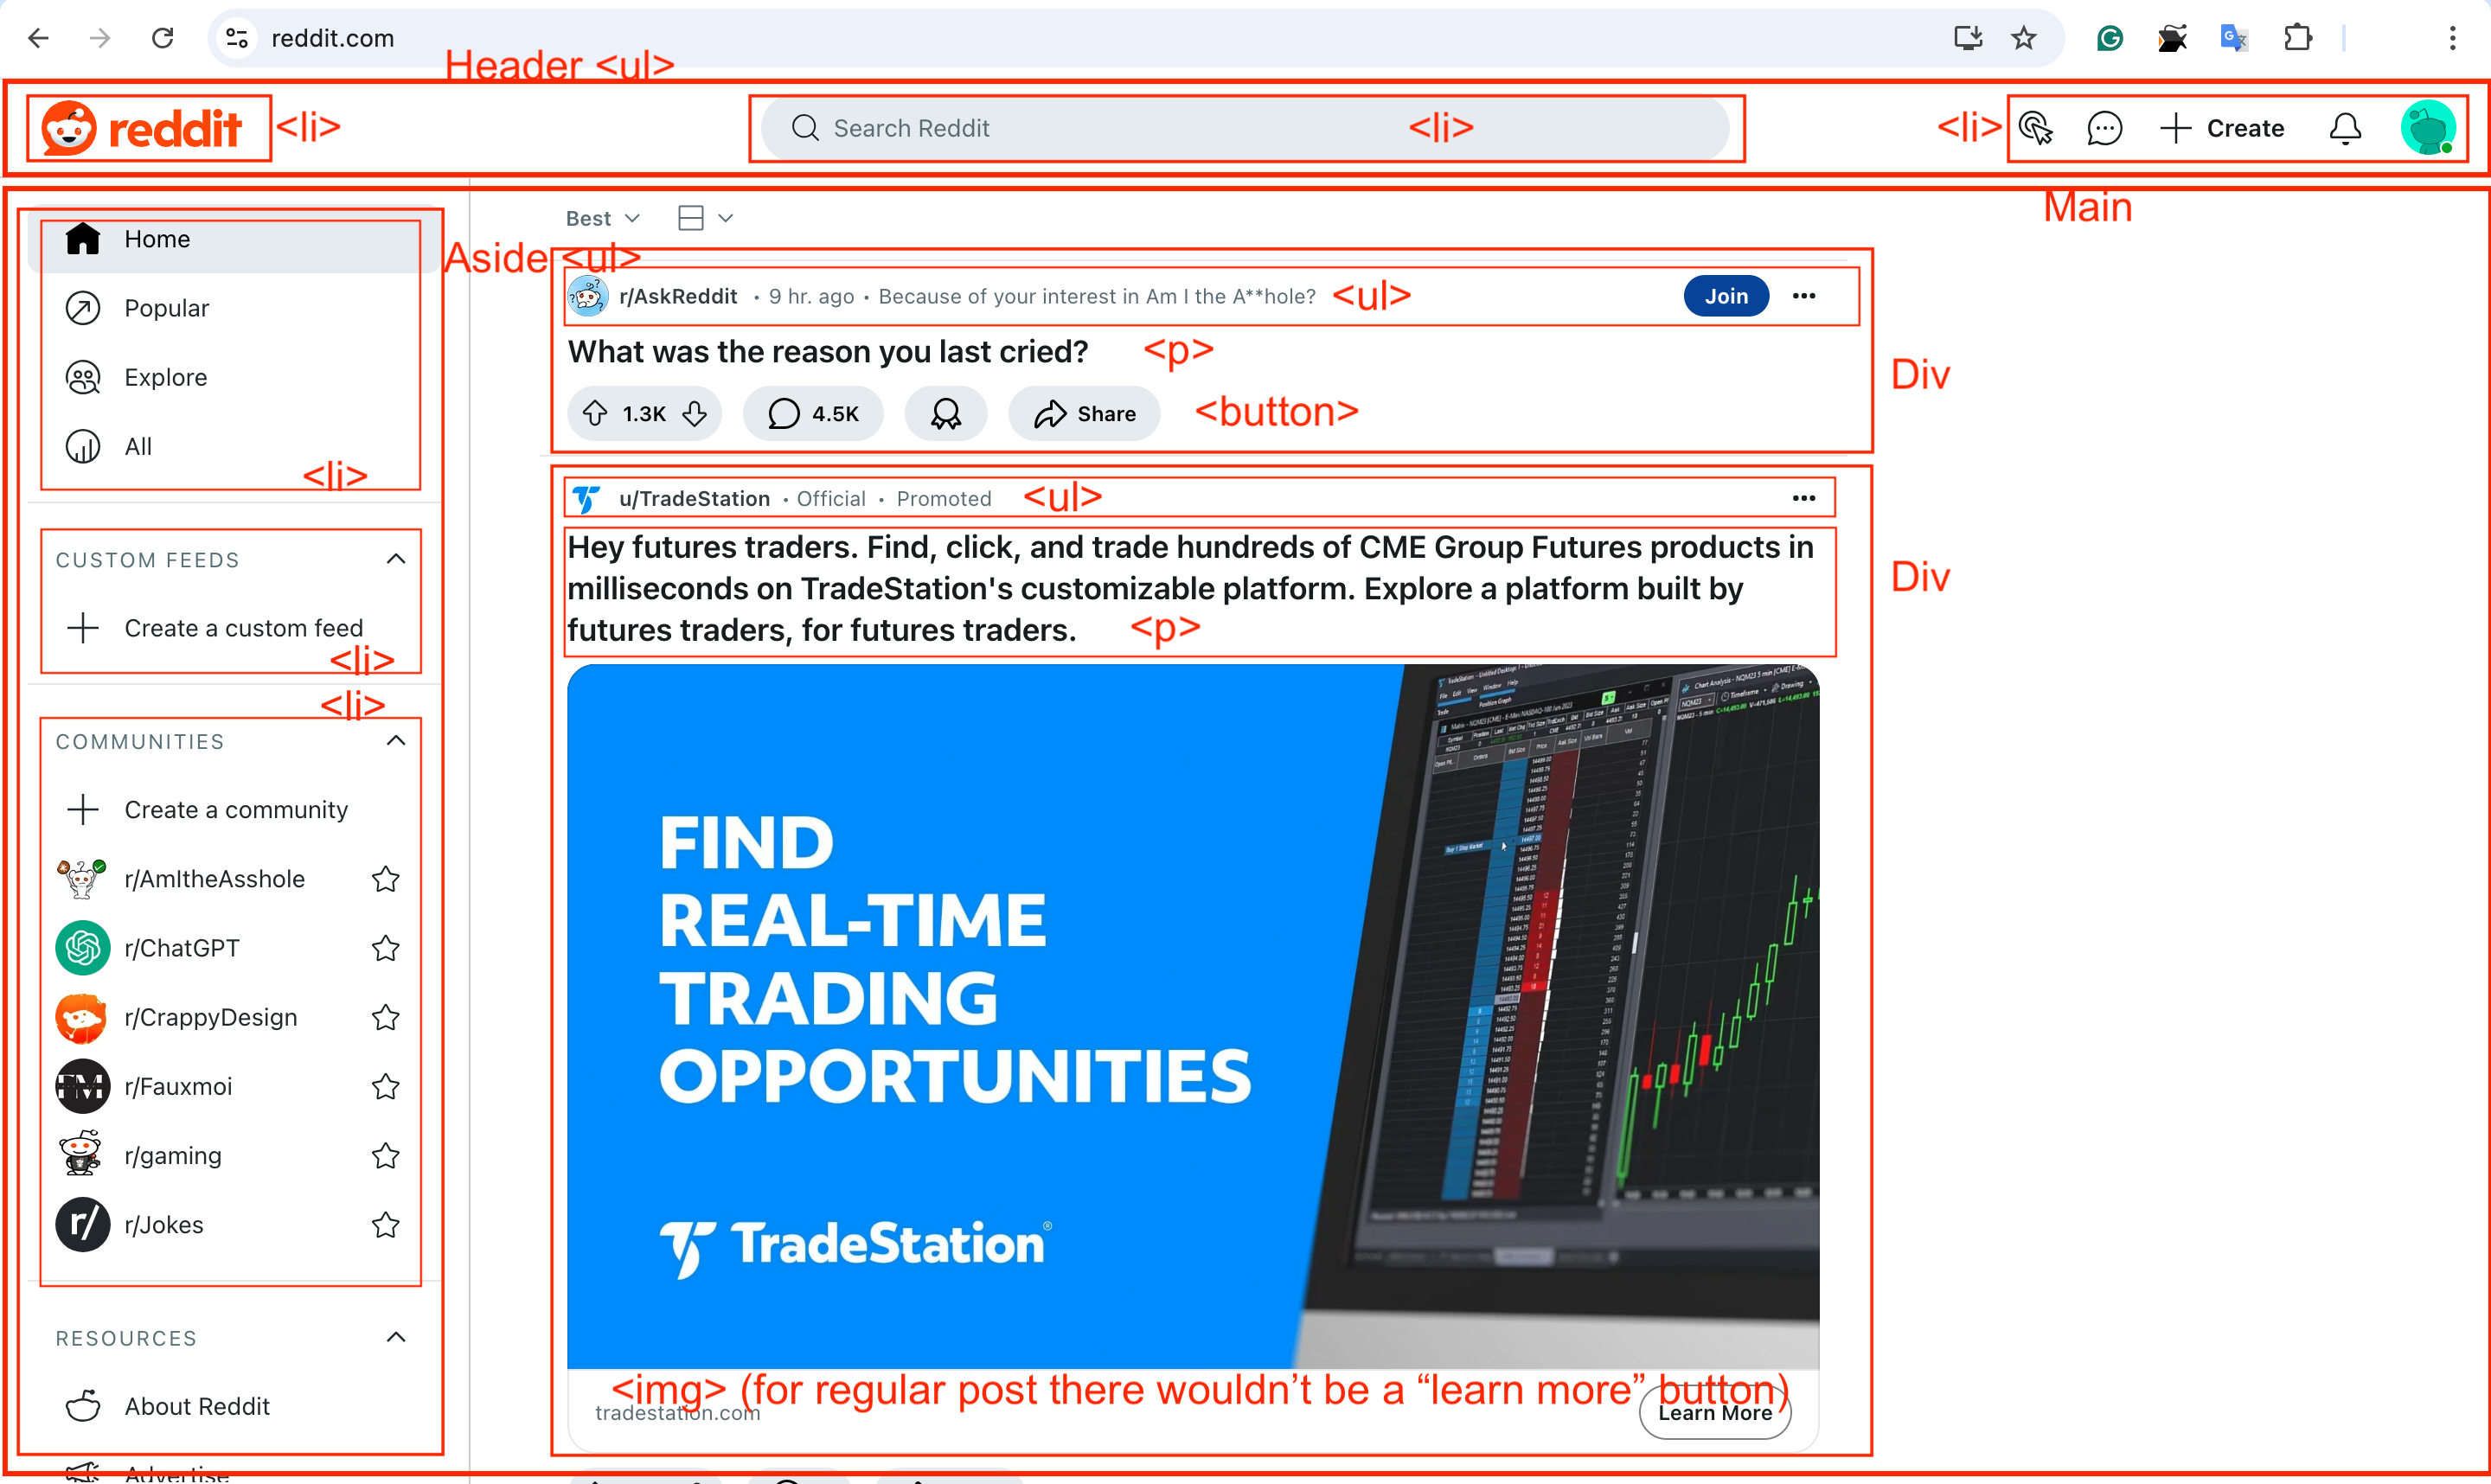 reddit.com
Header <ul>
reddit <li>
Search Reddit <li>
<li> Create
Main
Home
Popular
Explore
All
<li>
CUSTOM FEEDS
Create a custom feed
<li>
<li>
COMMUNITIES
Create a community
r/AmItheAsshole
r/ChatGPT
r/CrappyDesign
r/Fauxmoi
r/gaming
r/Jokes
RESOURCES
About Reddit
Advertise
Aside <ul>
Best
r/AskReddit • 9 hr. ago • Because of your interest in Am I the A**hole? <ul> Join
What was the reason you last cried? <p>
1.3K 4.5K Share <button>
Div
u/TradeStation • Official • Promoted <ul>
Hey futures traders. Find, click, and trade hundreds of CME Group Futures products in
milliseconds on TradeStation's customizable platform. Explore a platform built by
futures traders, for futures traders. <p>
Div
FIND
REAL-TIME
TRADING
OPPORTUNITIES
TradeStation®
<img> (for regular post there wouldn’t be a “learn more” button)
tradestation.com
Learn More